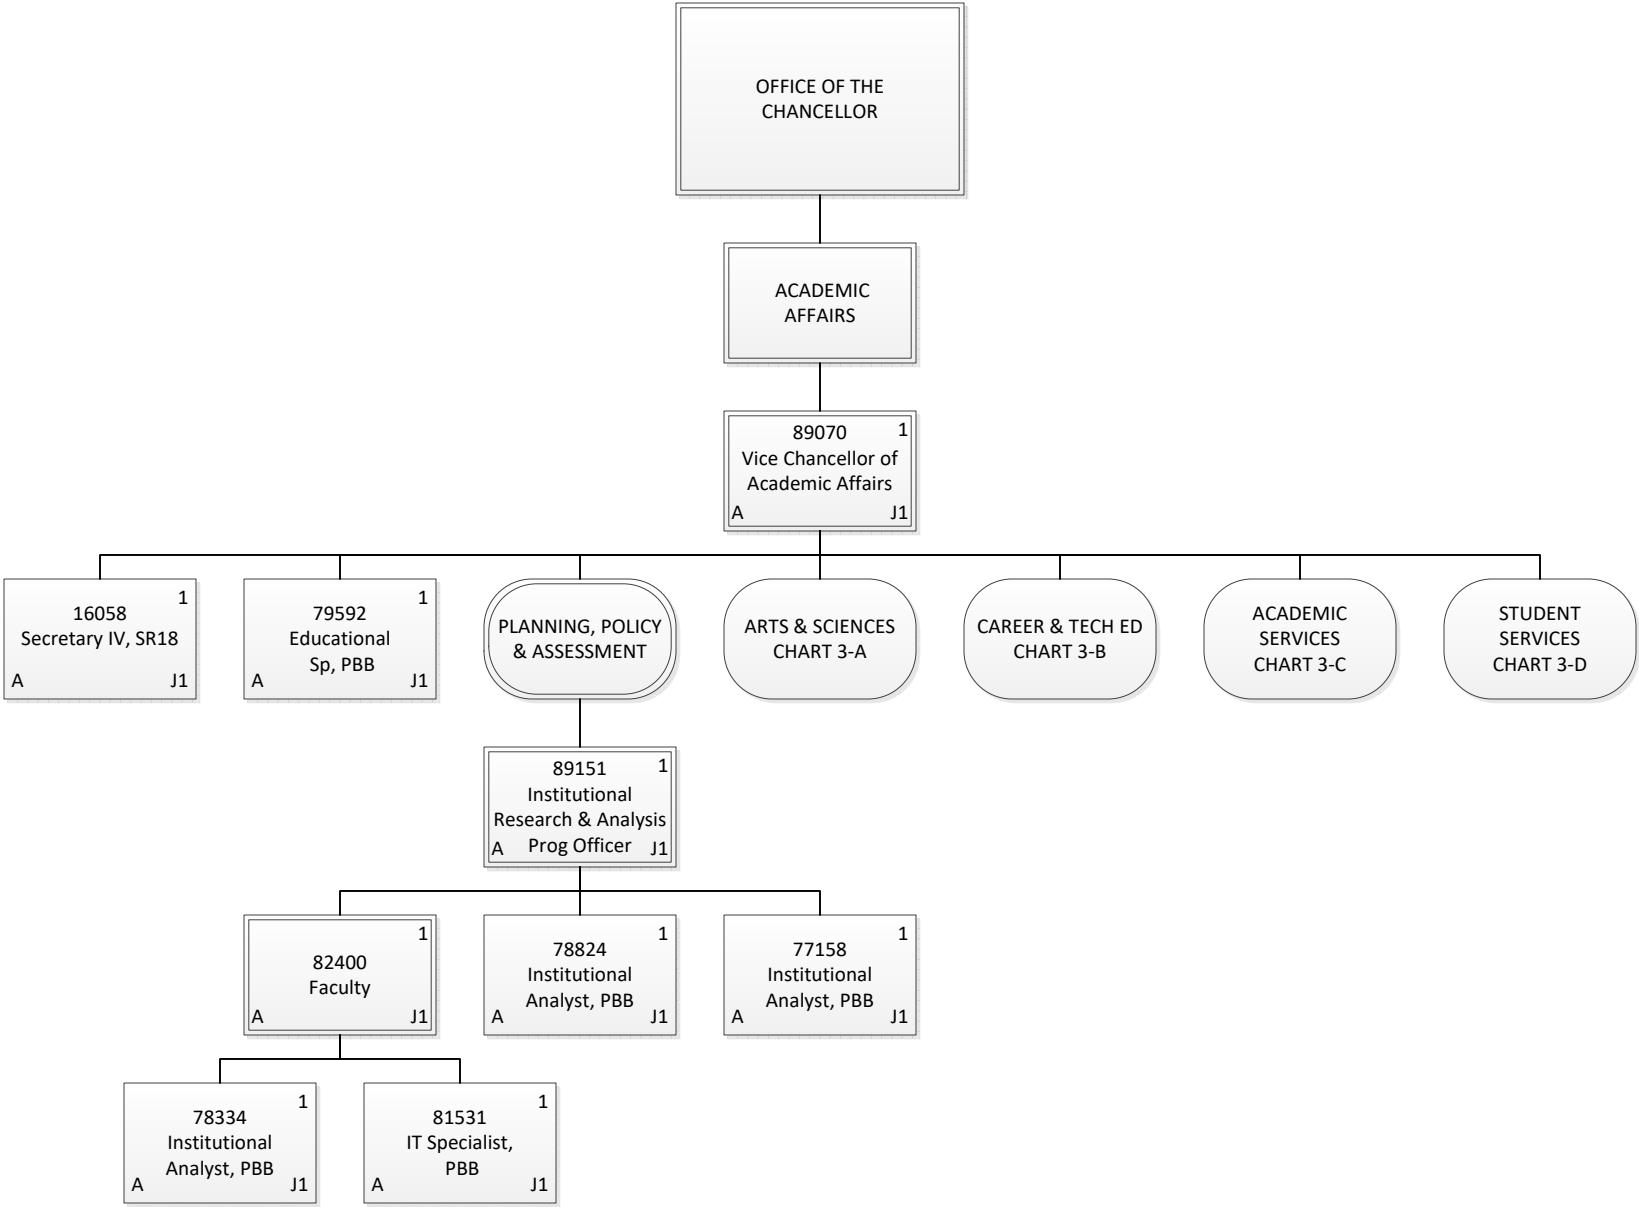 OFFICE OF THE
CHANCELLOR
ACADEMIC
AFFAIRS
89070 1
Vice Chancellor of
Academic Affairs
A J1
1
16058
Secretary IV, SR18
A J1
1
79592
Educational
Sp, PBB
A J1
PLANNING, POLICY
& ASSESSMENT
ARTS & SCIENCES
CHART 3-A
CAREER & TECH ED
CHART 3-B
ACADEMIC
SERVICES
CHART 3-C
STUDENT
SERVICES
CHART 3-D
89151 1
Institutional
Research & Analysis
A Prog Officer J1
1
82400
Faculty
A J1
1
78824
Institutional
Analyst, PBB
A J1
1
77158
Institutional
Analyst, PBB
A J1
1
78334
Institutional
Analyst, PBB
A J1
1
81531
IT Specialist,
PBB
A J1